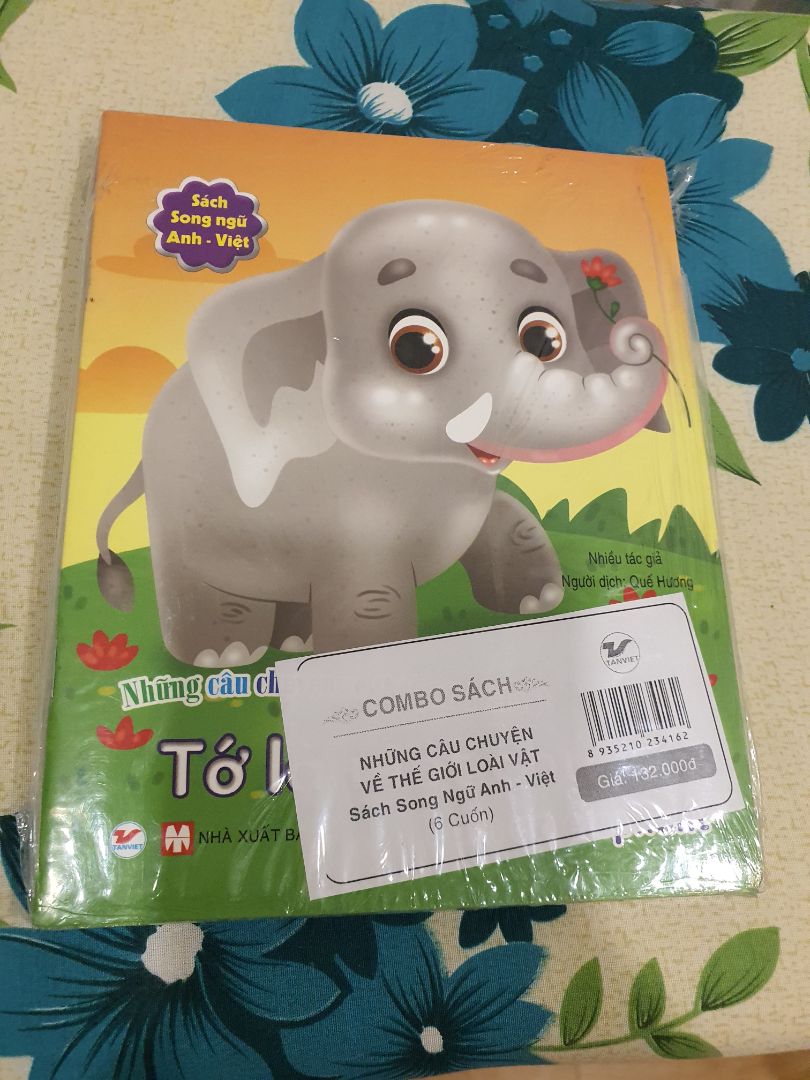 Sách
Song ngữ
Anh - Việt
Nhiều tác giả
Người dịch: Quế Hương
Những câu
Tớ
TANVIET
NHÀ XUẤT
COMBO SÁCH
NHỮNG CÂU CHUYỆN
VỀ THẾ GIỚI LOÀI VẬT
Sách Song Ngữ Anh - Việt
(6 Cuốn)
TANVIET
8 935210 234162
Giá: 132.000đ